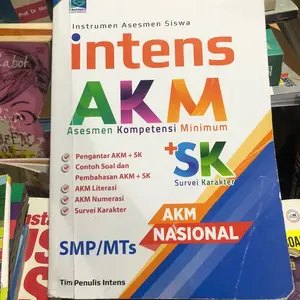 Instrumen Asesmen Siswa
intens
AKM
Asesmen Kompetensi Minimum
+SK
Survei Karakter
Pengantar AKM + SK
Contoh Soal dan
Pembahasan AKM + SK
AKM Literasi
AKM Numerasi
Survei Karakter
AKM
NASIONAL
SMP/MTs
Tim Penulis Intens